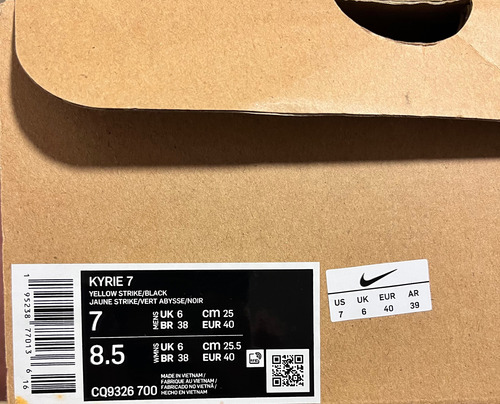 KYRIE 7
YELLOW STRIKE/BLACK
JAUNE STRIKE/VERT ABYSSE/NOIR
7 MENS UK 6 cm 25
BR 38 EUR 40
8.5 WMNS UK 6 cm 25.5
BR 38 EUR 40
CQ9326 700
MADE IN VIETNAM/
FABRIQUE AU VIETNAM/
FABRICADO NO VIETNÃ/
HECHO EN VIETNAM
1 95238 77013 6 16
US UK EUR AR
7 6 40 39